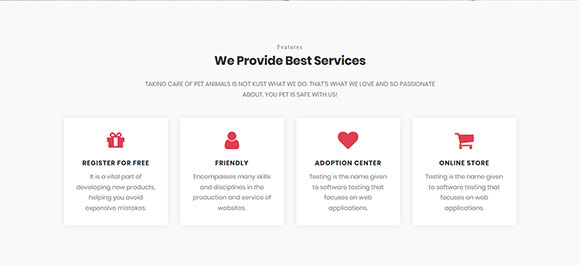 Features
We Provide Best Services
TAKING CARE OF PET ANIMALS IS NOT KUST WHAT WE DO. THAT'S WHAT WE LOVE AND SO PASSIONATE
ABOUT. YOU PET IS SAFE WITH US!
REGISTER FOR FREE
It is a vital part of
developing new products,
helping you avoid
expensive mistakes.
FRIENDLY
Encompasses many skills
and disciplines in the
production and service of
websites.
ADOPTION CENTER
Testing is the name given
to software testing that
focuses on web
applications.
ONLINE STORE
Testing is the name given
to software testing that
focuses on web
applications.